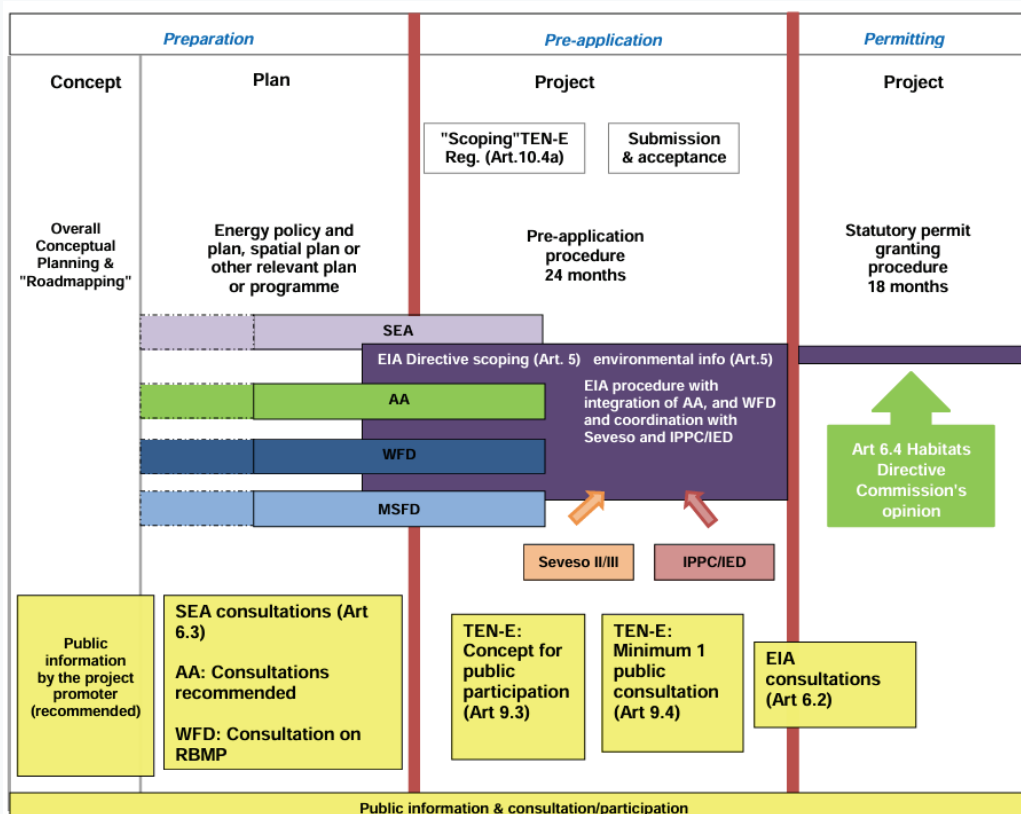 Preparation
Pre-application
Permitting
Concept
Plan
Project
Project
"Scoping"TEN-E
Reg. (Art.10.4a)
Submission
& acceptance
Overall
Conceptual
Planning &
"Roadmapping"
Energy policy and
plan, spatial plan or
other relevant plan
or programme
Pre-application
procedure
24 months
Statutory permit
granting
procedure
18 months
SEA
EIA Directive scoping (Art. 5) environmental info (Art.5)
EIA procedure with
integration of AA, and WFD
and coordination with
Seveso and IPPC/IED
AA
WFD
MSFD
Art 6.4 Habitats
Directive
Commission's
opinion
Seveso II/III
IPPC/IED
Public
information
by the project
promoter
(recommended)
SEA consultations (Art
6.3)
AA: Consultations
recommended
WFD: Consultation on
RBMP
TEN-E:
Concept for
public
participation
(Art 9.3)
TEN-E:
Minimum 1
public
consultation
(Art 9.4)
EIA
consultations
(Art 6.2)
Public information & consultation/participation